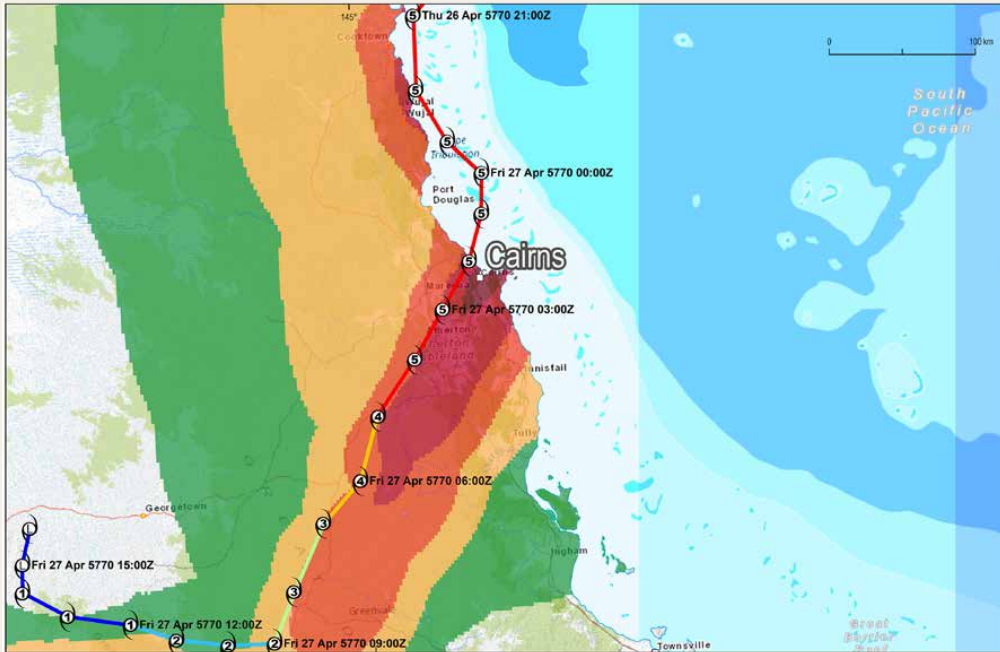 145°
Thu 26 Apr 5770 21:00Z
Cooktown
5
5
Wujal
5
Tribulation
5
Fri 27 Apr 5770 00:00Z
Port
Douglas
5
5
Cairns
Mareeba
5
Fri 27 Apr 5770 03:00Z
5
Innisfail
4
Tully
4
Fri 27 Apr 5770 06:00Z
3
Georgetown
L
Ingham
L
Fri 27 Apr 5770 15:00Z
1
3
Greenvale
1
1
Fri 27 Apr 5770 12:00Z
2
2
2
Fri 27 Apr 5770 09:00Z
Townsville
0
100 km
South
Pacific
Ocean
Great
Barrier
Reef